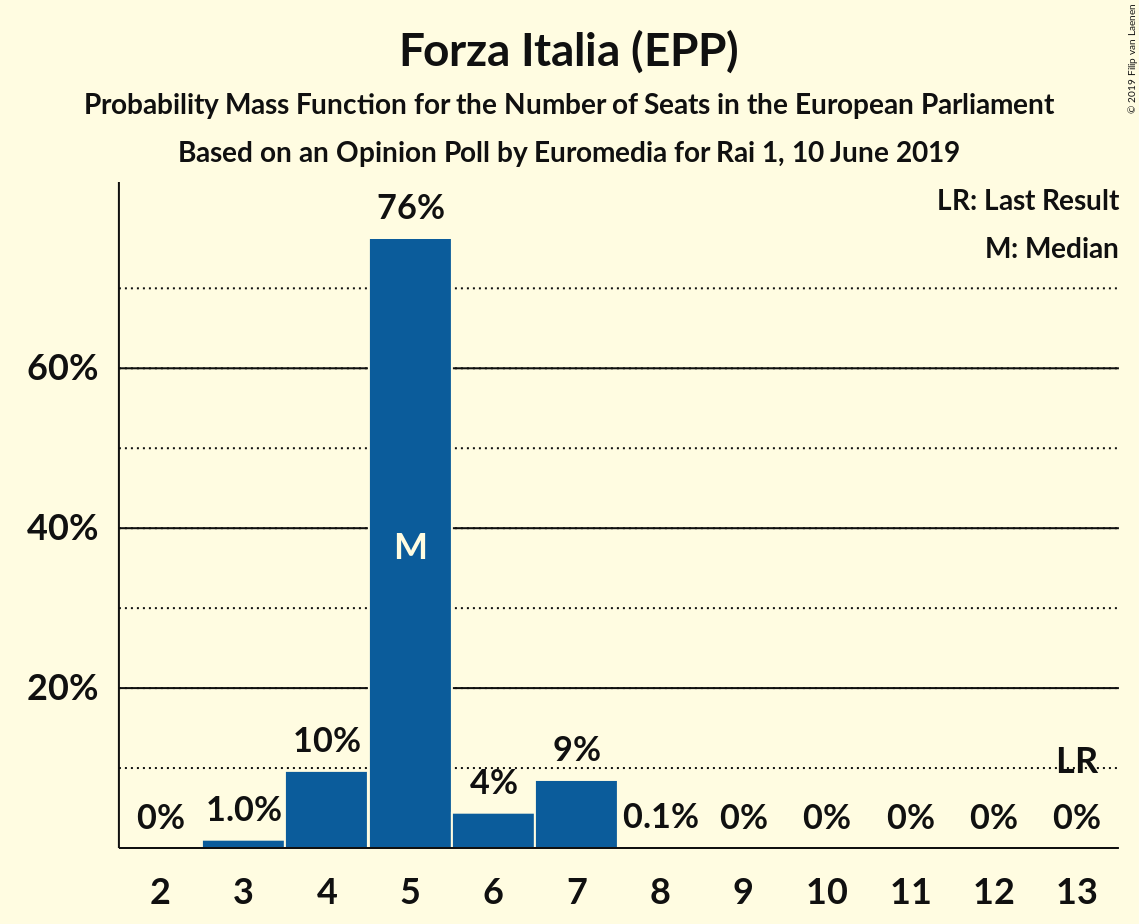 Forza Italia (EPP)
Probability Mass Function for the Number of Seats in the European Parliament
Based on an Opinion Poll by Euromedia for Rai 1, 10 June 2019
© 2019 Filip van Laenen
LR: Last Result
M: Median
76%
60%
40%
M
20%
10%
9%
4%
LR
0%
1.0%
0.1%
0%
0%
0%
0%
0%
2 3 4 5 6 7 8 9 10 11 12 13